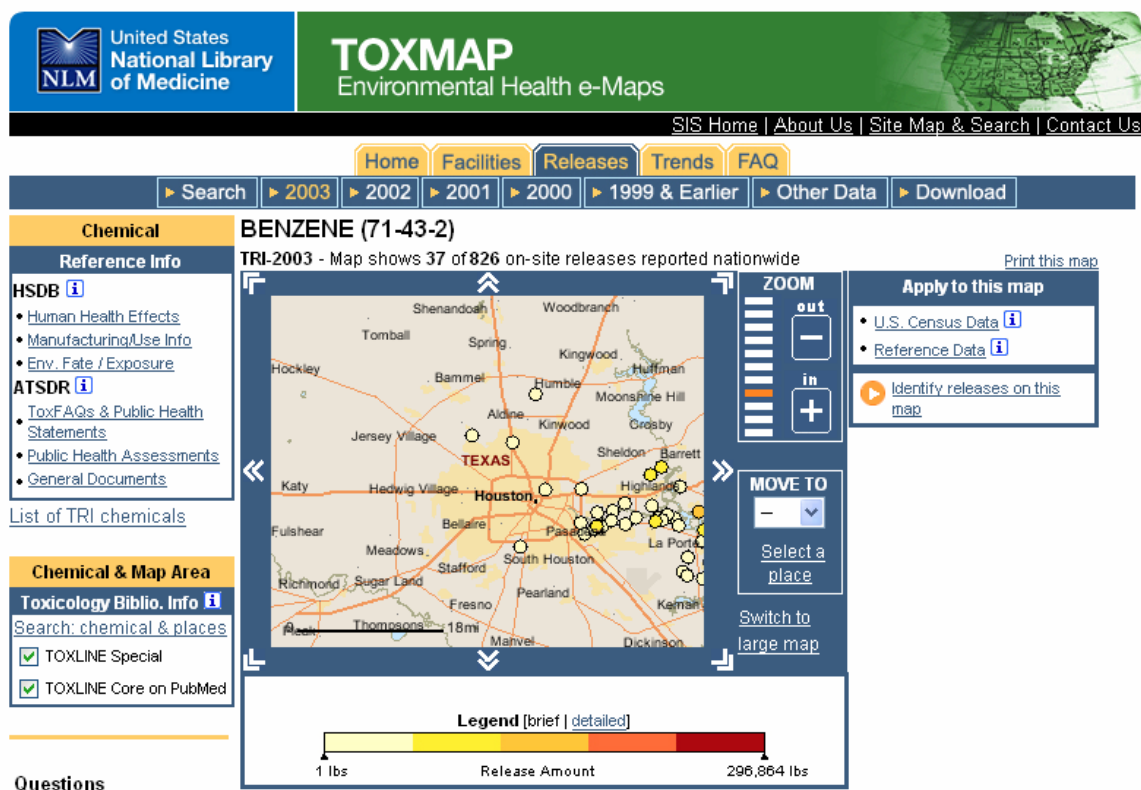 United States
National Library
of Medicine
NLM
TOXMAP
Environmental Health e-Maps
SIS Home | About Us | Site Map & Search | Contact Us
Home Facilities Releases Trends FAQ
Search 2003 2002 2001 2000 1999 & Earlier Other Data Download
Chemical
Reference Info
HSDB i
Human Health Effects
Manufacturing/Use Info
Env. Fate / Exposure
ATSDR i
ToxFAQs & Public Health
Statements
Public Health Assessments
General Documents
List of TRI chemicals
Chemical & Map Area
Toxicology Biblio. Info i
Search: chemical & places
TOXLINE Special
TOXLINE Core on PubMed
Questions
BENZENE (71-43-2)
TRI-2003 - Map shows 37 of 826 on-site releases reported nationwide
Print this map
Shenandoah Woodbranch
Tomball
Spring
Kingwood
Hockley
Huffman
Bammel
Humble
Moonshine Hill
Aldine
Kinwood Crosby
Jersey Village
Sheldon Barrett
TEXAS
Katy Hedwig Village
Highlands
Houston
Fulshear
Bellaire
Pasadena
La Porte
Meadows
South Houston
Stafford
Richmond Sugar Land
Pearland
Fresno
Kemah
Thompsons 18mi
Manvel Dickinson
ZOOM
out
in
MOVE TO
–
Select a
place
Switch to
large map
Apply to this map
U.S. Census Data i
Reference Data i
Identify releases on this
map
Legend [brief | detailed]
1 lbs Release Amount 296,864 lbs